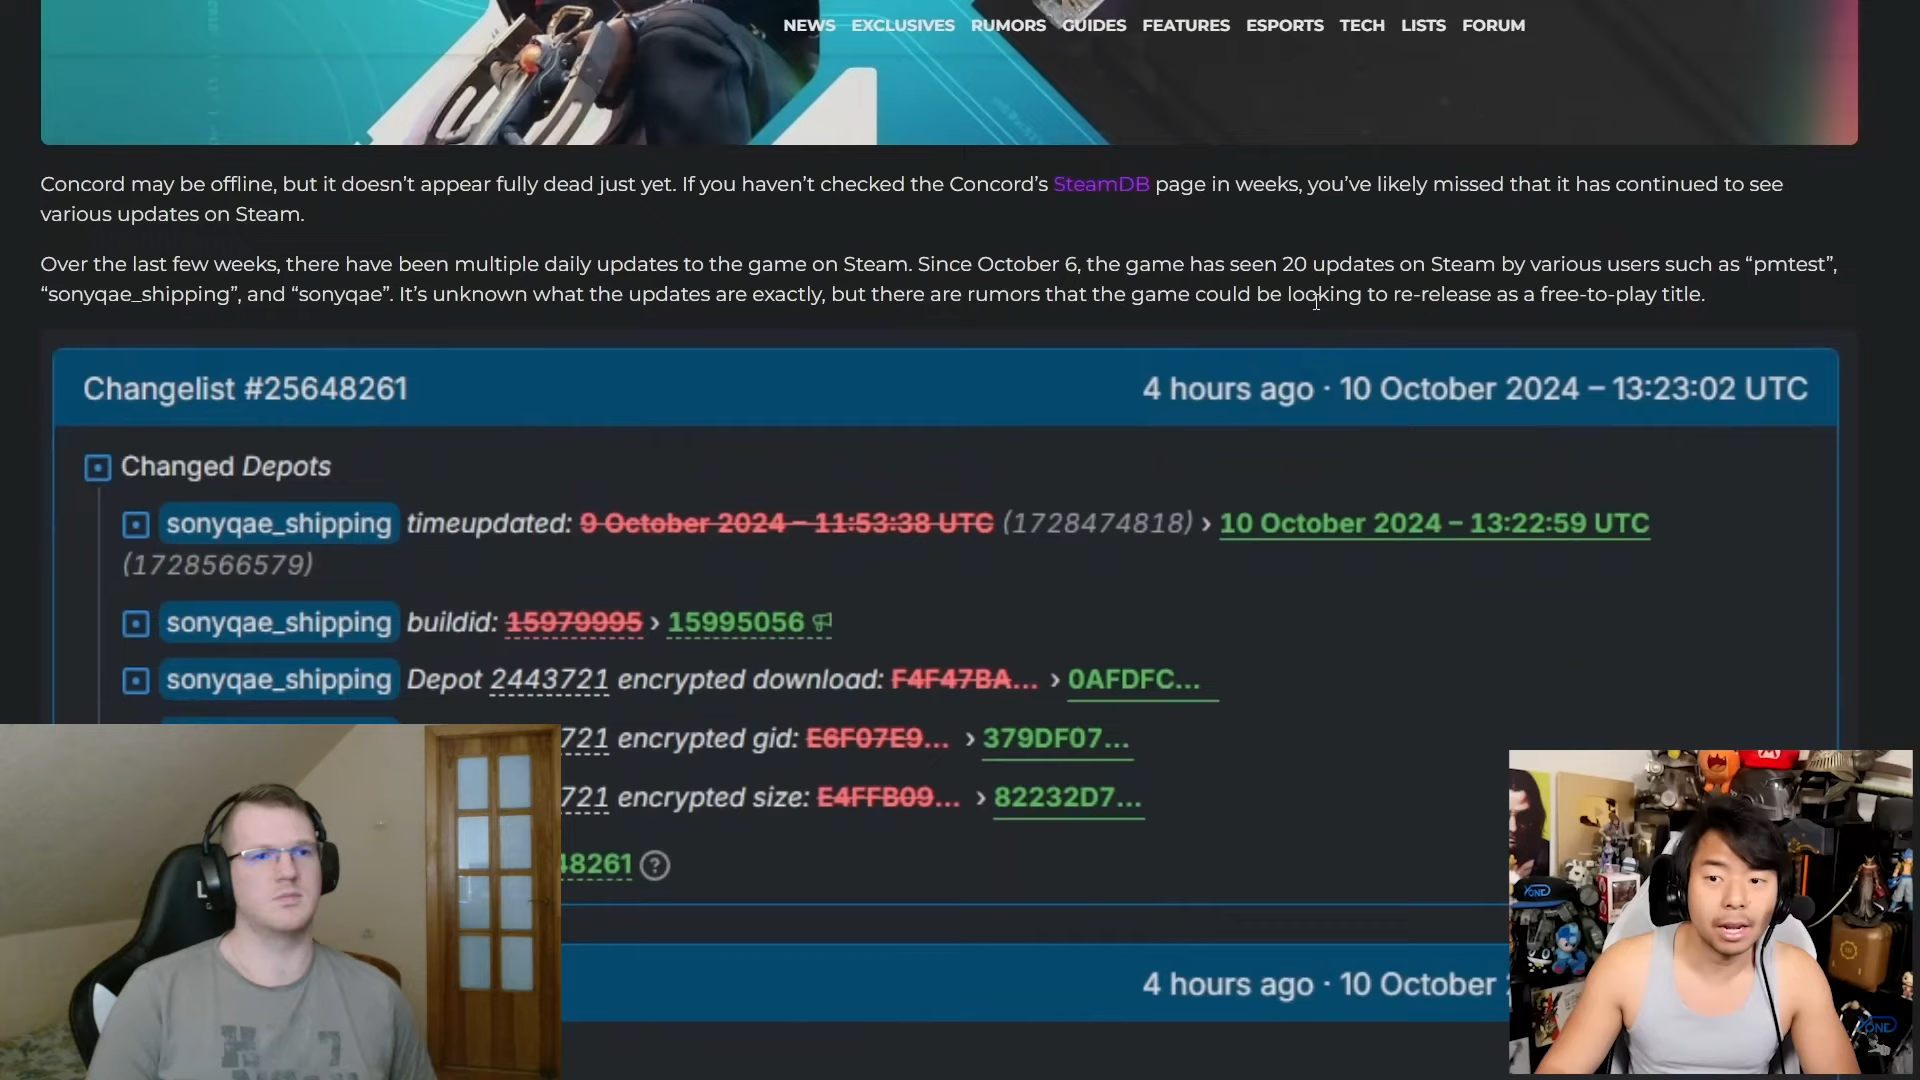 NEWS EXCLUSIVES RUMORS GUIDES FEATURES ESPORTS TECH LISTS FORUM
Concord may be offline, but it doesn’t appear fully dead just yet. If you haven’t checked the Concord’s SteamDB page in weeks, you’ve likely missed that it has continued to see
various updates on Steam.
Over the last few weeks, there have been multiple daily updates to the game on Steam. Since October 6, the game has seen 20 updates on Steam by various users such as “pmtest”,
“sonyqae_shipping”, and “sonyqae”. It’s unknown what the updates are exactly, but there are rumors that the game could be looking to re-release as a free-to-play title.
Changelist #25648261 4 hours ago · 10 October 2024 – 13:23:02 UTC
Changed Depots
sonyqae_shipping timeupdated: 9 October 2024 – 11:53:38 UTC (1728474818) › 10 October 2024 – 13:22:59 UTC
(1728566579)
sonyqae_shipping buildid: 15979995 › 15995056
sonyqae_shipping Depot 2443721 encrypted download: F4F47BA... › 0AFDFC...
721 encrypted gid: E6F07E9... › 379DF07...
721 encrypted size: E4FFB09... › 82232D7...
48261 ?
4 hours ago · 10 October
YONG